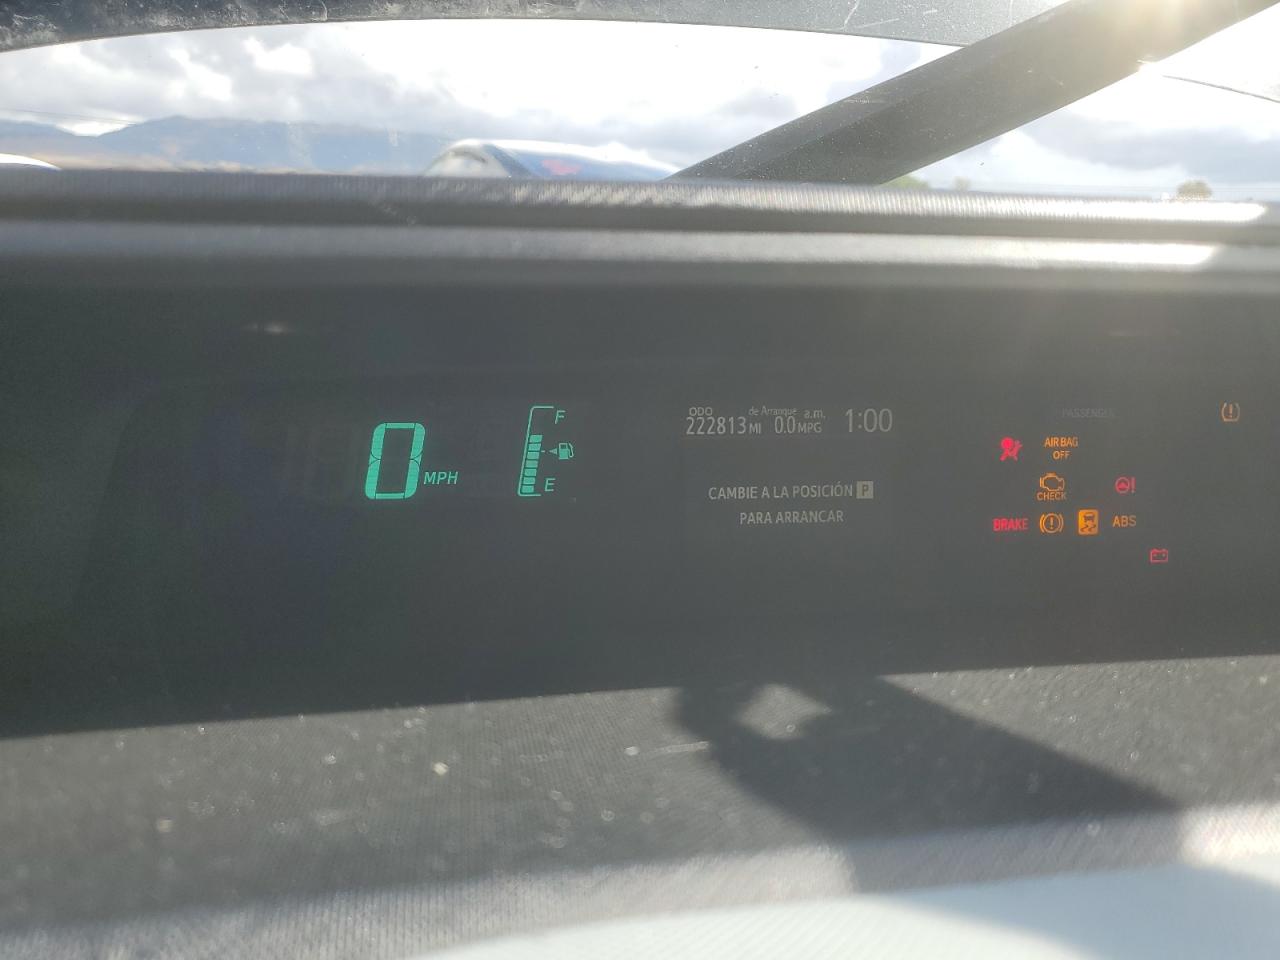 0 MPH
F
E
ODO de Arranque a.m.
222813 MI 0.0 MPG 1:00
CAMBIE A LA POSICIÓN P
PARA ARRANCAR
PASSENGER
AIR BAG
OFF
CHECK
BRAKE ABS